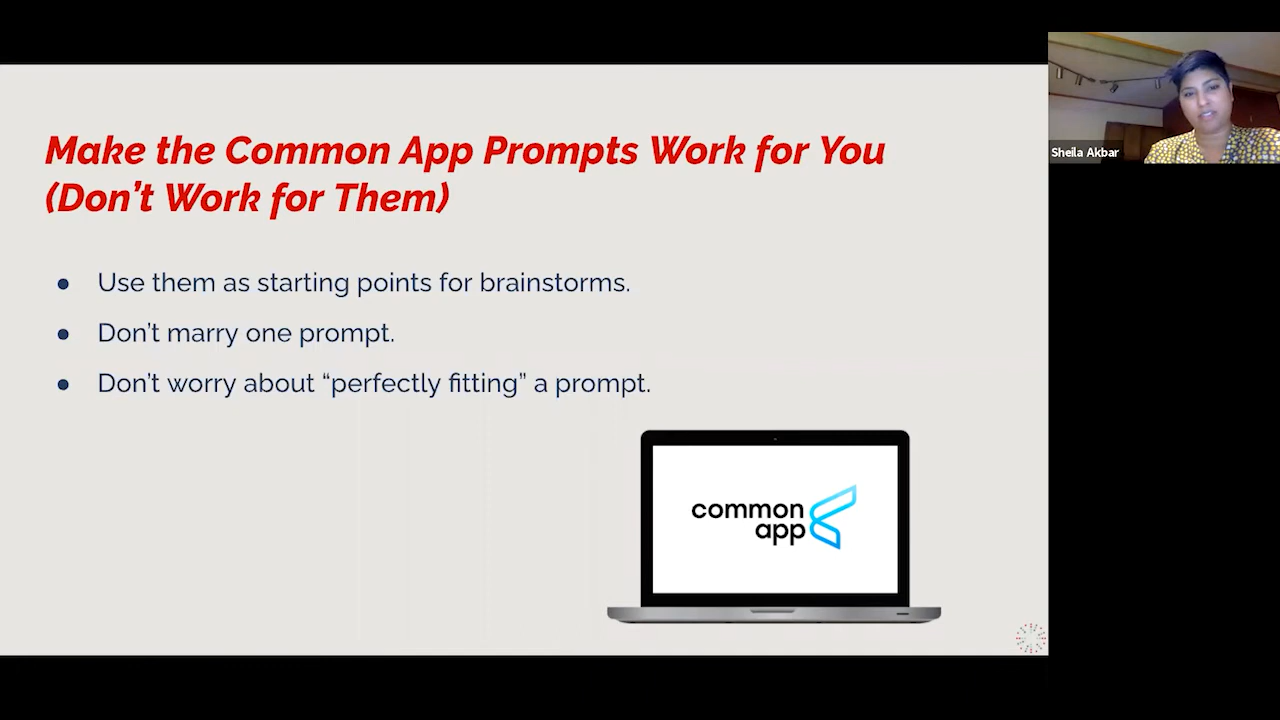 Make the Common App Prompts Work for You
(Don't Work for Them)
● Use them as starting points for brainstorms.
● Don't marry one prompt.
● Don't worry about “perfectly fitting” a prompt.
common
app
Sheila Akbar